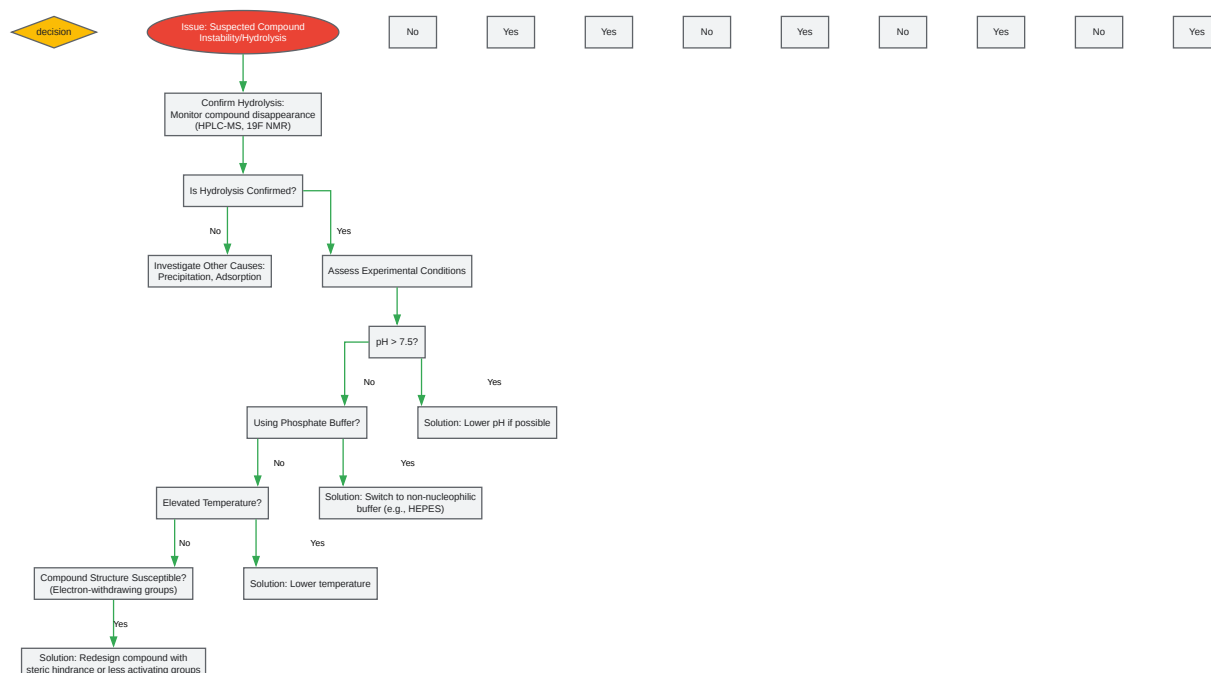 decision
Issue: Suspected Compound
Instability/Hydrolysis
No
Yes
Yes
No
Yes
No
Yes
No
Yes
Confirm Hydrolysis:
Monitor compound disappearance
(HPLC-MS, 19F NMR)
Is Hydrolysis Confirmed?
No
Yes
Investigate Other Causes:
Precipitation, Adsorption
Assess Experimental Conditions
pH > 7.5?
No
Yes
Using Phosphate Buffer?
Solution: Lower pH if possible
No
Yes
Elevated Temperature?
Solution: Switch to non-nucleophilic
buffer (e.g., HEPES)
No
Yes
Compound Structure Susceptible?
(Electron-withdrawing groups)
Solution: Lower temperature
Yes
Solution: Redesign compound with
steric hindrance or less activating groups